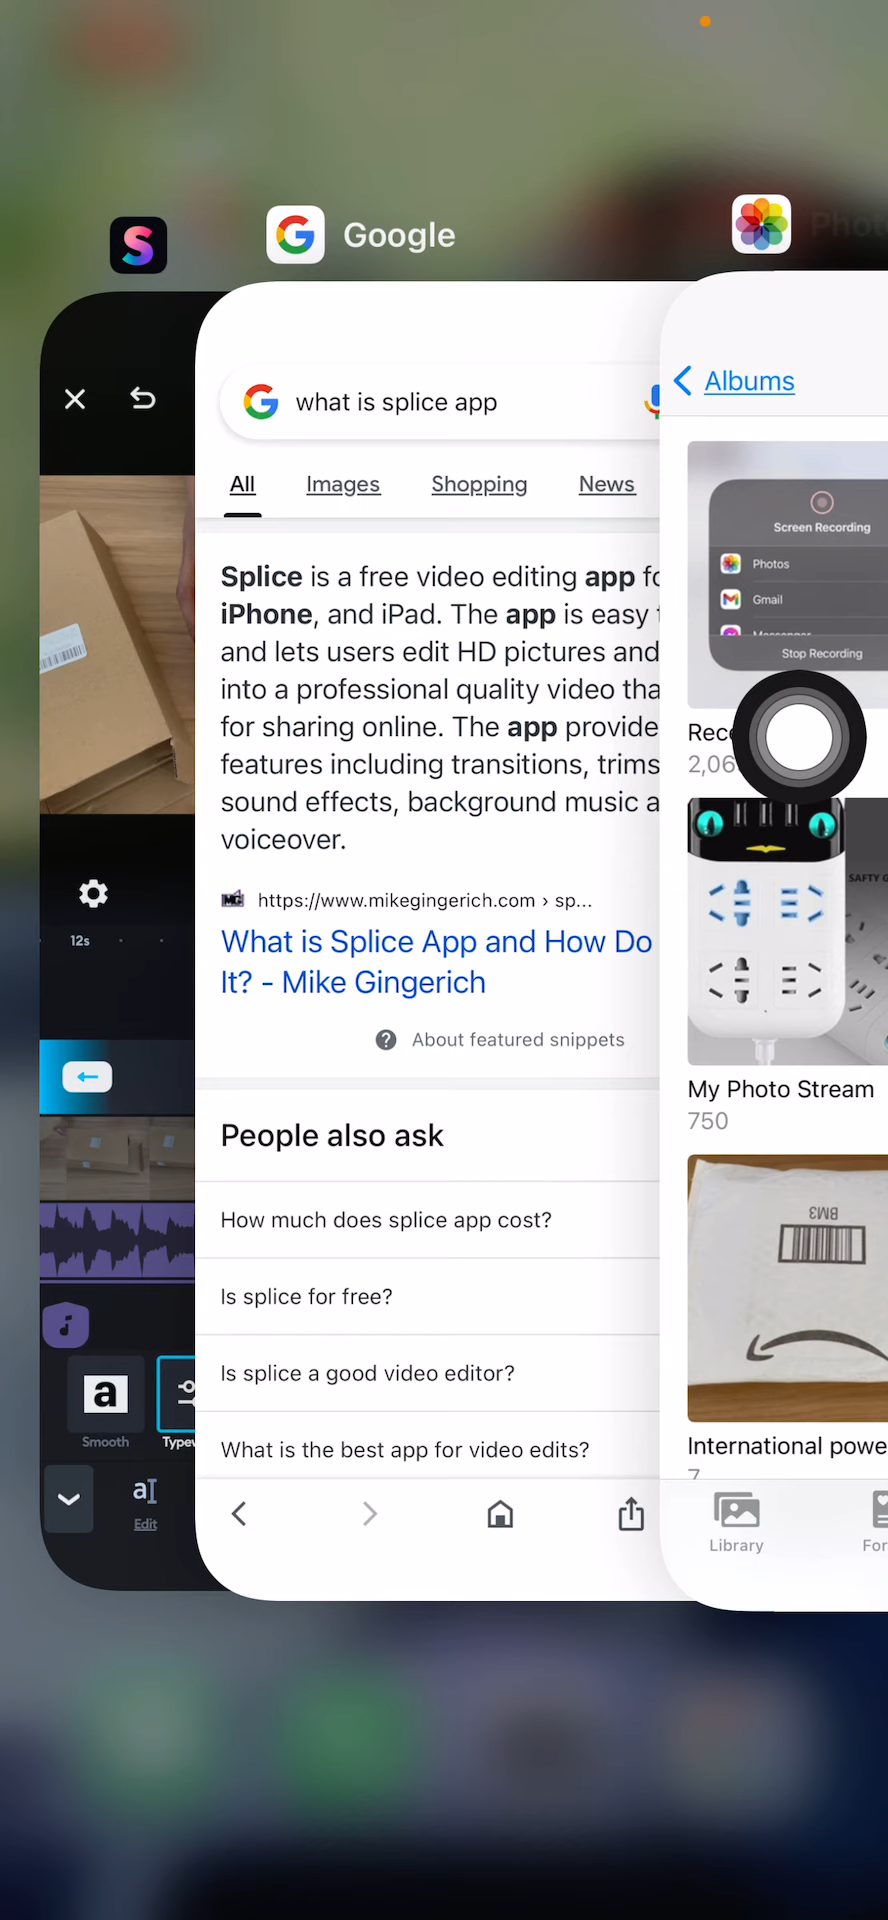 Google
12s
Smooth
Edit
what is splice app
All Images Shopping News
Splice is a free video editing app
iPhone, and iPad. The app is easy
and lets users edit HD pictures and
into a professional quality video
for sharing online. The app provide
features including transitions, trims
sound effects, background music
voiceover.
https://www.mikegingerich.com › sp...
What is Splice App and How Do
It? - Mike Gingerich
About featured snippets
People also ask
How much does splice app cost?
Is splice for free?
Is splice a good video editor?
What is the best app for video edits?
Albums
Screen Recording
Photos
Gmail
Stop Recording
My Photo Stream
750
BM3
International
7
Library